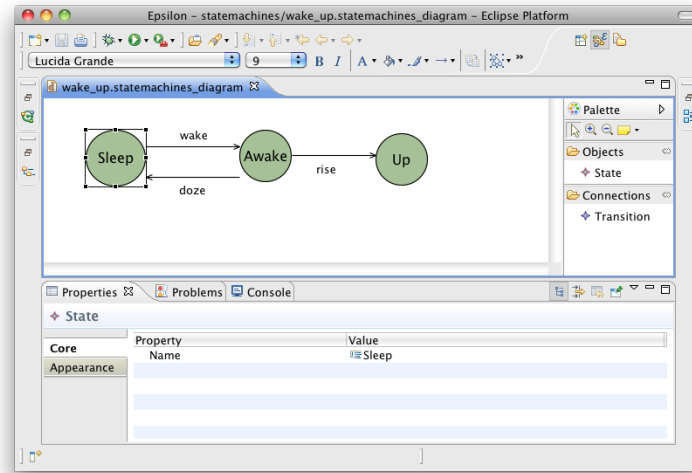 Epsilon - statemachines/wake_up.statemachines_diagram - Eclipse Platform
Lucida Grande 9 B I A
wake_up.statemachines_diagram
Palette
Objects
State
Connections
Transition
wake
Sleep Awake Up
rise
doze
Properties Problems Console
State
Core
Appearance
Property Value
Name Sleep